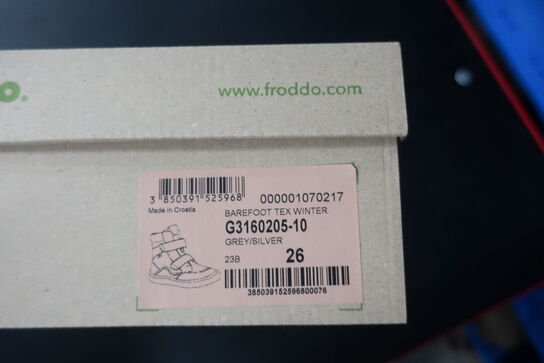 o®
www.froddo.com
3 850391 525968
000001070217
Made in Croatia
BAREFOOT TEX WINTER
G3160205-10
GREY/SILVER
23B 26
38503915259680076